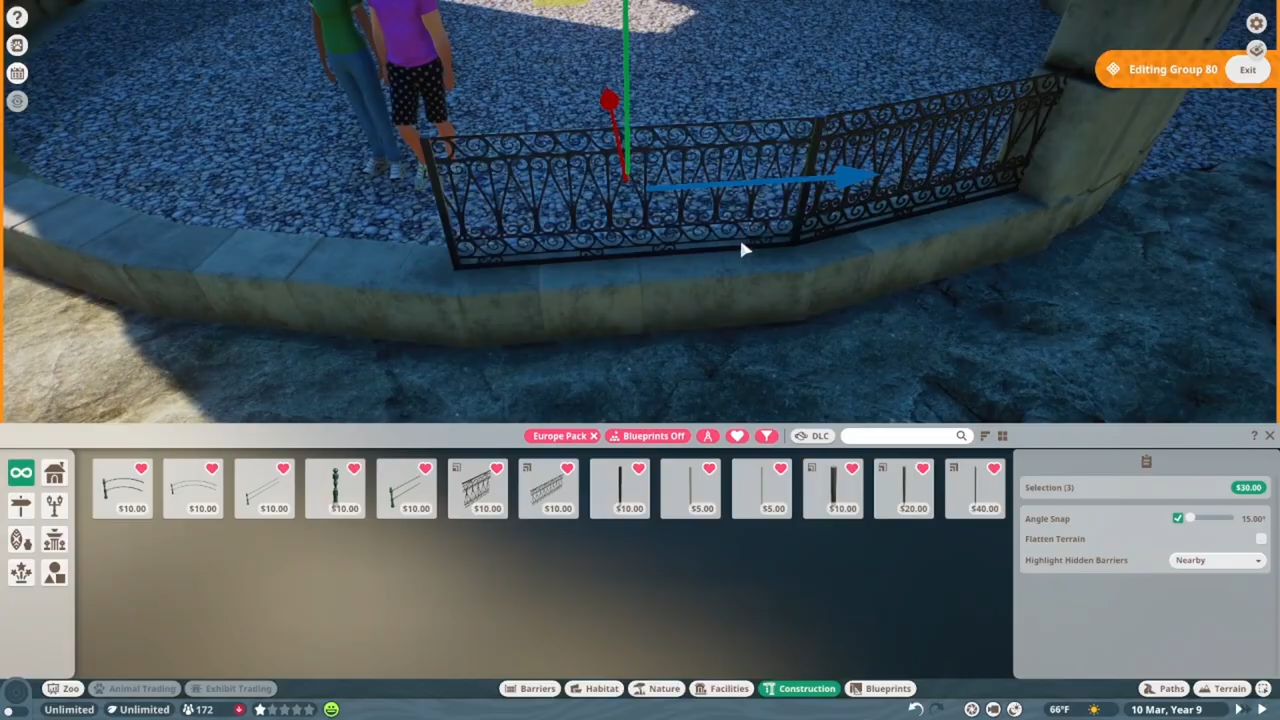 ?
Editing Group 80 Exit
Europe Pack × Blueprints Off DLC ? ×
$10.00 $10.00 $10.00 $10.00 $10.00 $10.00 $10.00 $10.00 $5.00 $5.00 $10.00 $20.00 $40.00
Selection (3) $30.00
Angle Snap 15.00°
Flatten Terrain
Highlight Hidden Barriers Nearby
Zoo Animal Trading Exhibit Trading Barriers Habitat Nature Facilities Construction Blueprints Paths Terrain
Unlimited Unlimited 172 66°F 10 Mar, Year 9